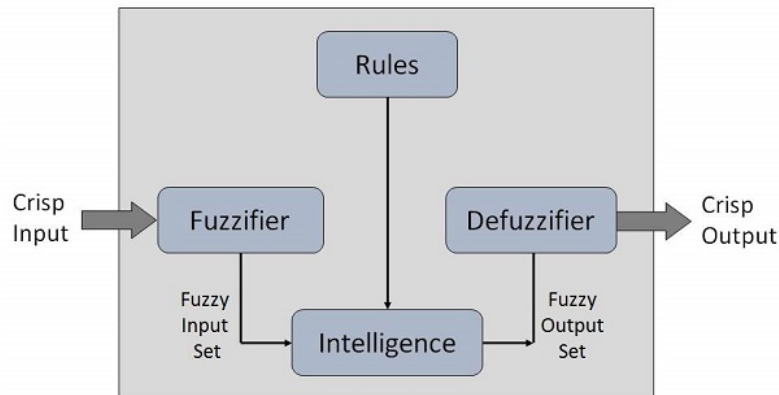 Rules
Crisp
Input
Fuzzifier
Defuzzifier
Crisp
Output
Fuzzy
Input
Set
Intelligence
Fuzzy
Output
Set